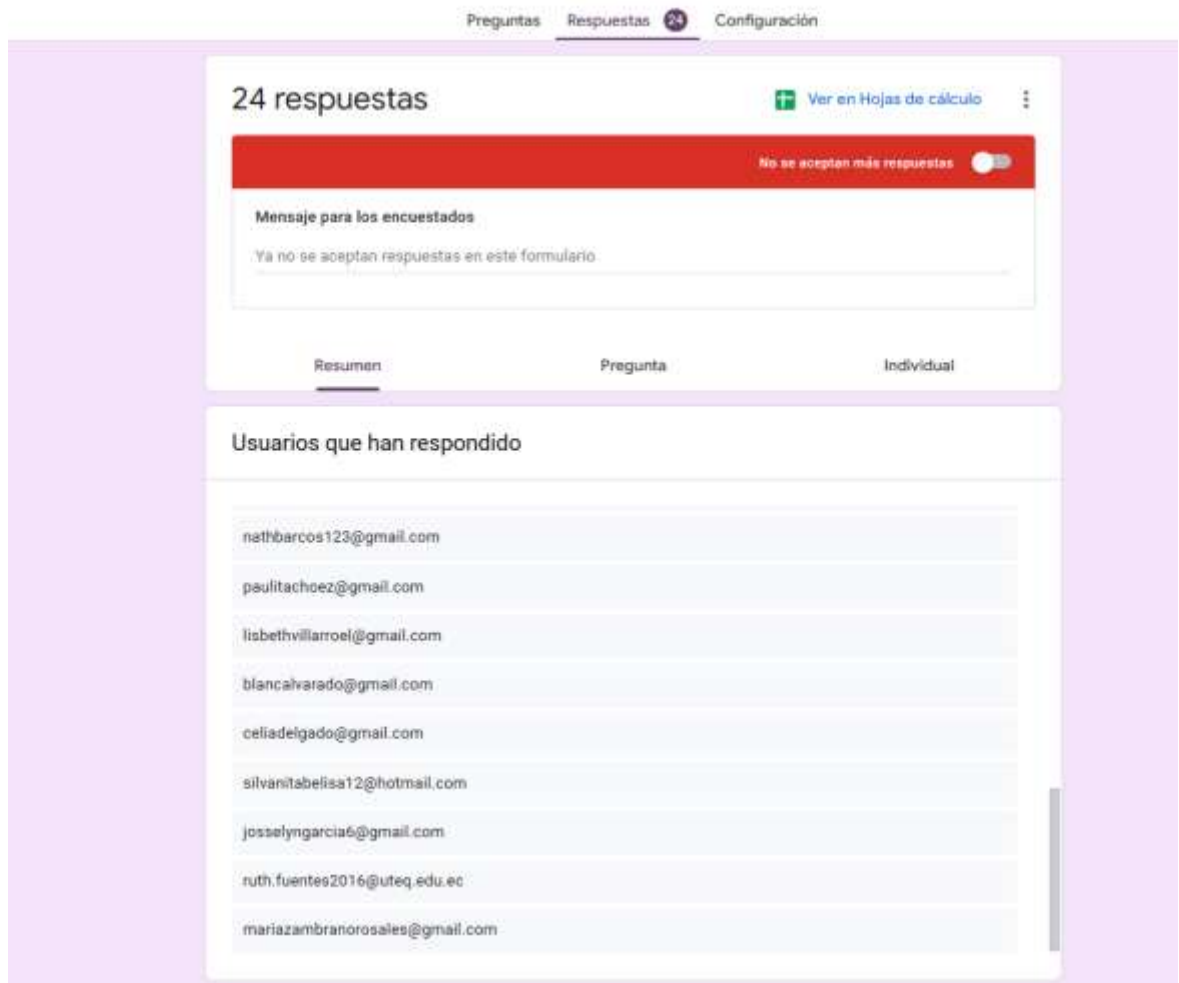 Preguntas Respuestas 24 Configuración
24 respuestas Ver en Hojas de cálculo
No se aceptan más respuestas
Mensaje para los encuestados
Ya no se aceptan respuestas en este formulario
Resumen Pregunta Individual
Usuarios que han respondido
nathbarcos123@gmail.com
paulitachoez@gmail.com
lisbethvillarroel@gmail.com
blancalvarado@gmail.com
celiadelgado@gmail.com
silvanitabelisa12@hotmail.com
josselyngarcia6@gmail.com
ruth.fuentes2016@uteq.edu.ec
mariazambranorosales@gmail.com